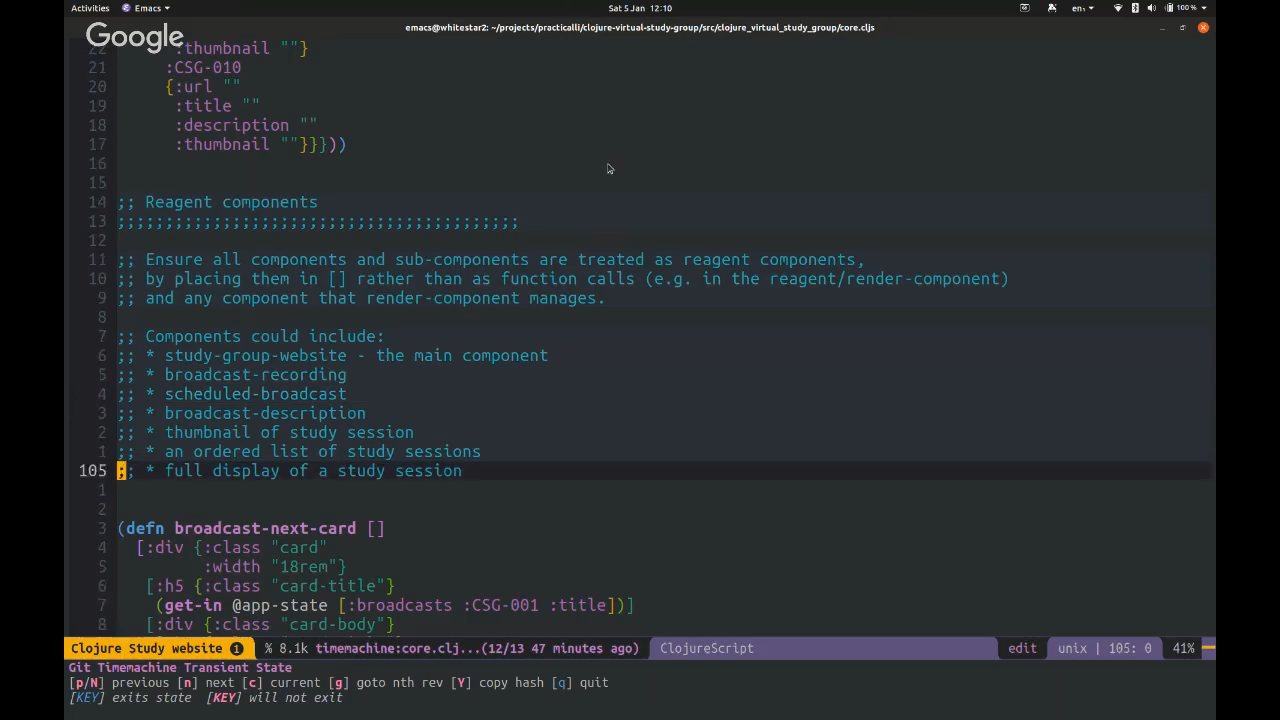 Activities Emacs Sat 5 Jan 12:10 en₁ 100 %
emacs@whitestar2: ~/projects/practicalli/clojure-virtual-study-group/src/clojure_virtual_study_group/core.cljs
Google
22 :thumbnail ""}
21 :CSG-010
20 {:url ""
19 :title ""
18 :description ""
17 :thumbnail ""}}}))
16
15
14 ;; Reagent components
13 ;;;;;;;;;;;;;;;;;;;;;;;;;;;;;;;;;;;;;;;;;;
12
11 ;; Ensure all components and sub-components are treated as reagent components,
10 ;; by placing them in [] rather than as function calls (e.g. in the reagent/render-component)
9 ;; and any component that render-component manages.
8
7 ;; Components could include:
6 ;; * study-group-website - the main component
5 ;; * broadcast-recording
4 ;; * scheduled-broadcast
3 ;; * broadcast-description
2 ;; * thumbnail of study session
1 ;; * an ordered list of study sessions
105 ;; * full display of a study session
1
2
3 (defn broadcast-next-card []
4 [:div {:class "card"
5 :width "18rem"}
6 [:h5 {:class "card-title"}
7 (get-in @app-state [:broadcasts :CSG-001 :title])]
8 [:div {:class "card-body"}
Clojure Study website 1 % 8.1k timemachine:core.clj...(12/13 47 minutes ago) ClojureScript edit unix | 105: 0 41%
Git Timemachine Transient State
[p/N] previous [n] next [c] current [g] goto nth rev [Y] copy hash [q] quit
[KEY] exits state [KEY] will not exit